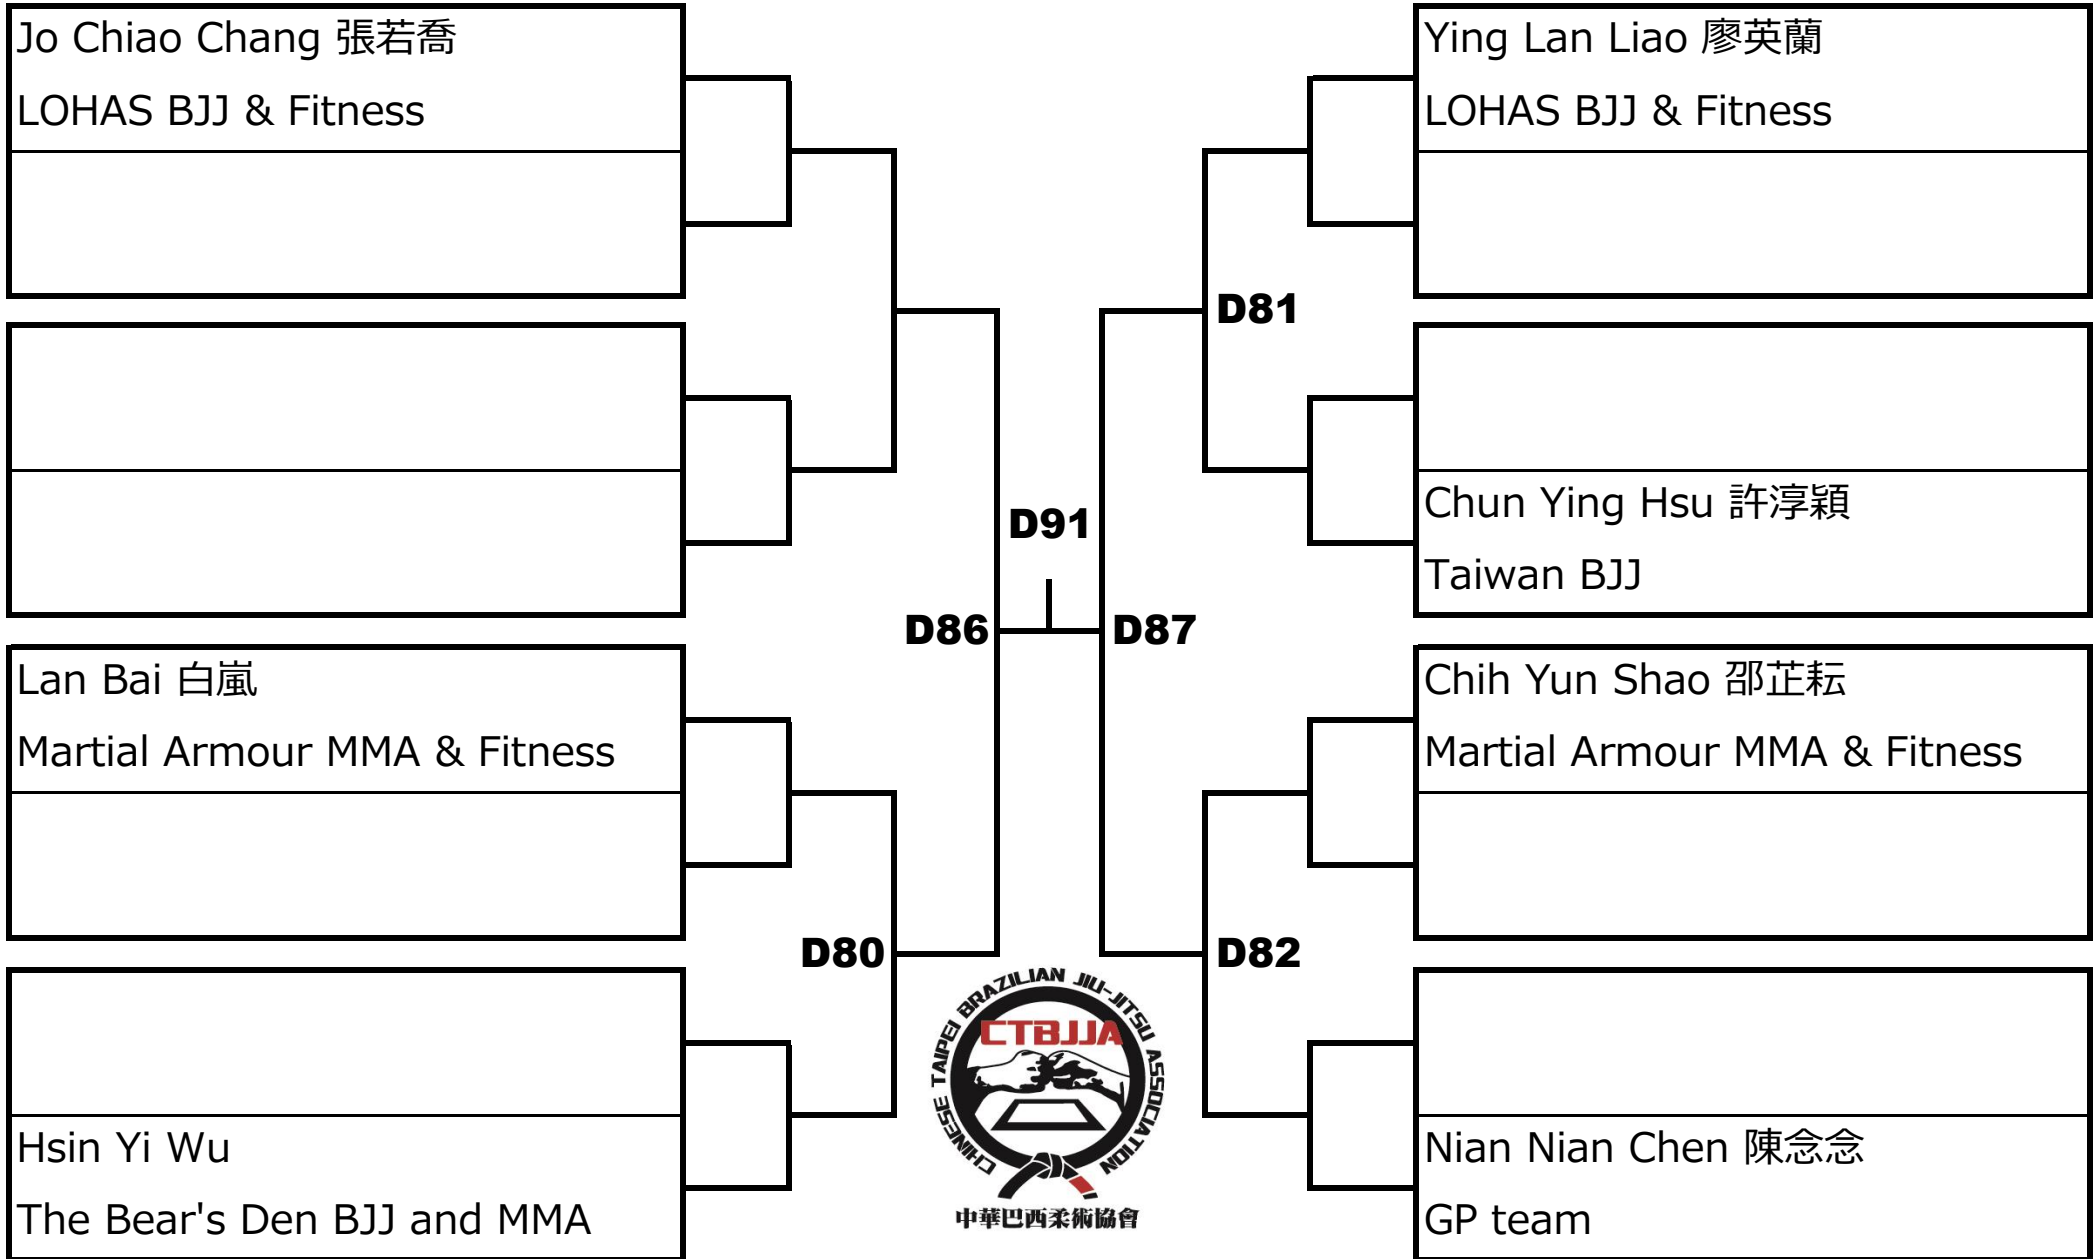 Jo Chiao Chang 張若喬
LOHAS BJJ & Fitness
Lan Bai 白嵐
Martial Armour MMA & Fitness
Hsin Yi Wu
The Bear's Den BJJ and MMA
D80
D86
D91
D87
D81
D82
Ying Lan Liao 廖英蘭
LOHAS BJJ & Fitness
Chun Ying Hsu 許淳穎
Taiwan BJJ
Chih Yun Shao 邵芷耘
Martial Armour MMA & Fitness
Nian Nian Chen 陳念念
GP team
CHINESE TAIPEI BRAZILIAN JIU-JITSU ASSOCIATION
CTBJJA
中華巴西柔術協會